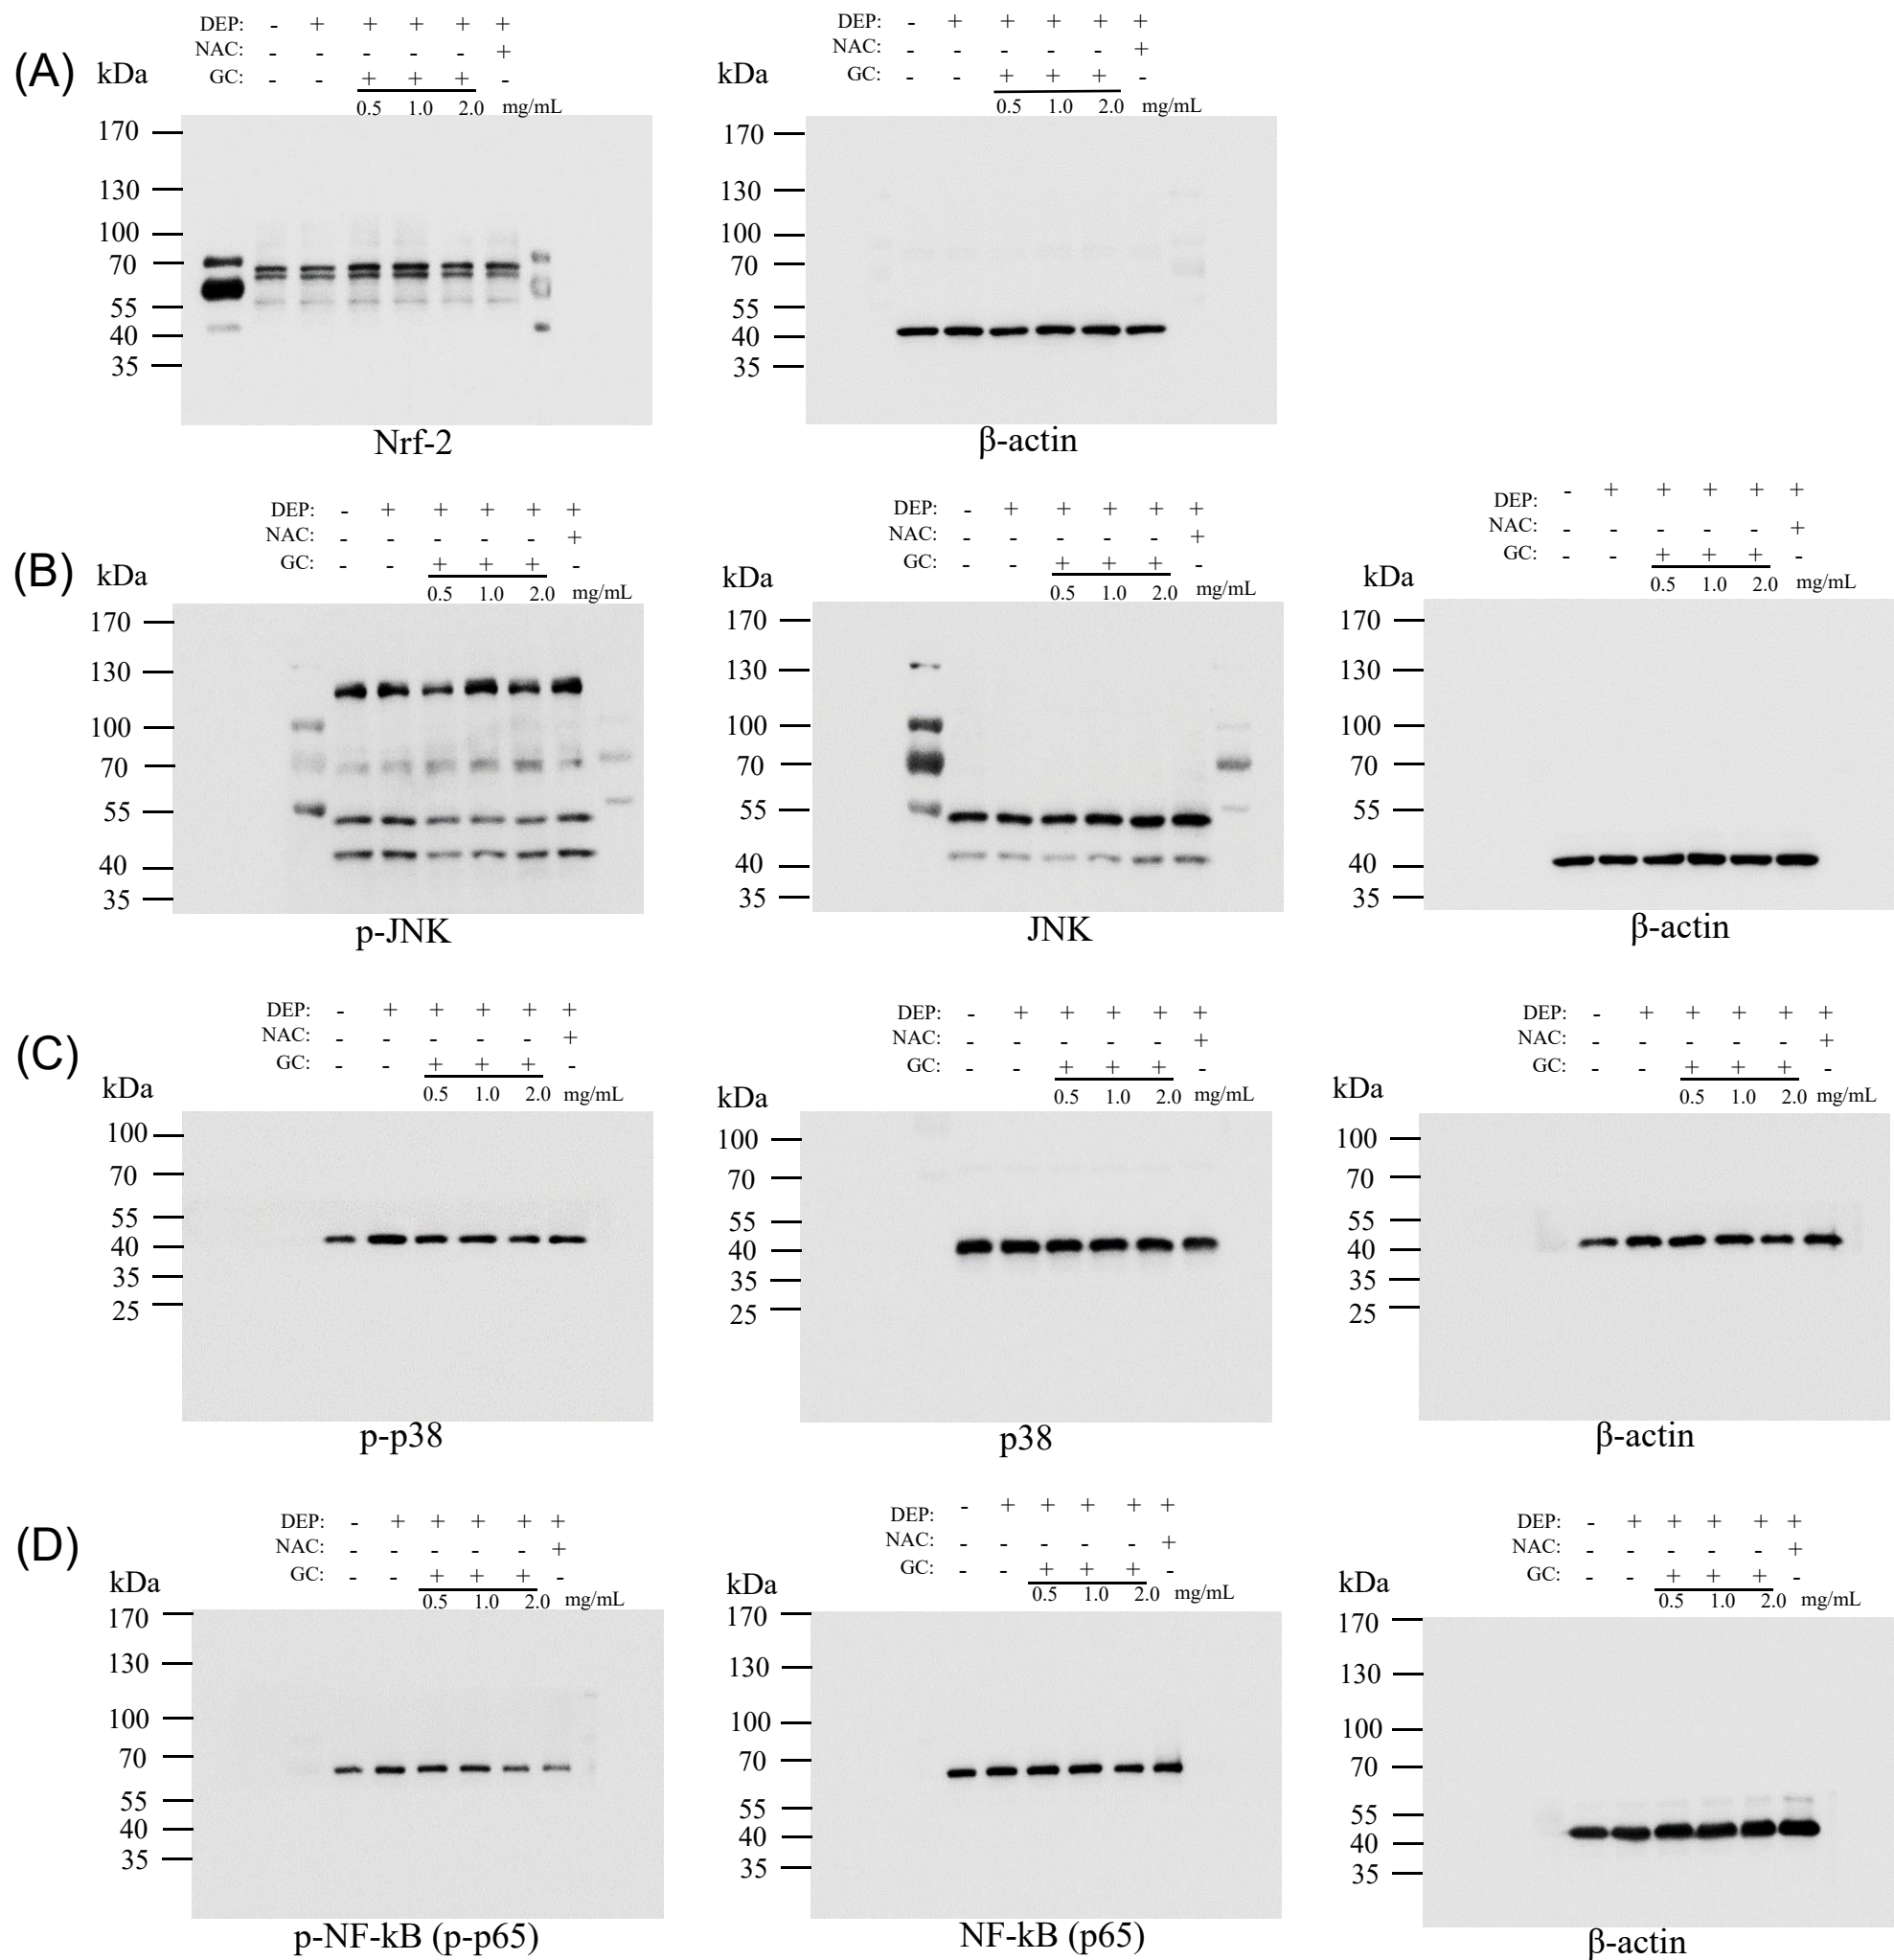 (A)
DEP: - + + + + +
NAC: - - - - - +
GC: - - + + + -
kDa
0.5 1.0 2.0 mg/mL
170
130
100
70
55
40
35
Nrf-2
DEP: - + + + + +
NAC: - - - - - +
GC: - - + + + -
kDa
0.5 1.0 2.0 mg/mL
170
130
100
70
55
40
35
β-actin
(B)
DEP: - + + + + +
NAC: - - - - - +
GC: - - + + + -
kDa
0.5 1.0 2.0 mg/mL
170
130
100
70
55
40
35
p-JNK
DEP: - + + + + +
NAC: - - - - - +
GC: - - + + + -
kDa
0.5 1.0 2.0 mg/mL
170
130
100
70
55
40
35
JNK
DEP: - + + + + +
NAC: - - - - - +
GC: - - + + + -
kDa
0.5 1.0 2.0 mg/mL
170
130
100
70
55
40
35
β-actin
(C)
DEP: - + + + + +
NAC: - - - - - +
GC: - - + + + -
kDa
0.5 1.0 2.0 mg/mL
100
70
55
40
35
25
p-p38
DEP: - + + + + +
NAC: - - - - - +
GC: - - + + + -
kDa
0.5 1.0 2.0 mg/mL
100
70
55
40
35
25
p38
DEP: - + + + + +
NAC: - - - - - +
GC: - - + + + -
kDa
0.5 1.0 2.0 mg/mL
100
70
55
40
35
25
β-actin
(D)
DEP: - + + + + +
NAC: - - - - - +
GC: - - + + + -
kDa
0.5 1.0 2.0 mg/mL
170
130
100
70
55
40
35
p-NF-kB (p-p65)
DEP: - + + + + +
NAC: - - - - - +
GC: - - + + + -
kDa
0.5 1.0 2.0 mg/mL
170
130
100
70
55
40
35
NF-kB (p65)
DEP: - + + + + +
NAC: - - - - - +
GC: - - + + + -
kDa
0.5 1.0 2.0 mg/mL
170
130
100
70
55
40
35
β-actin